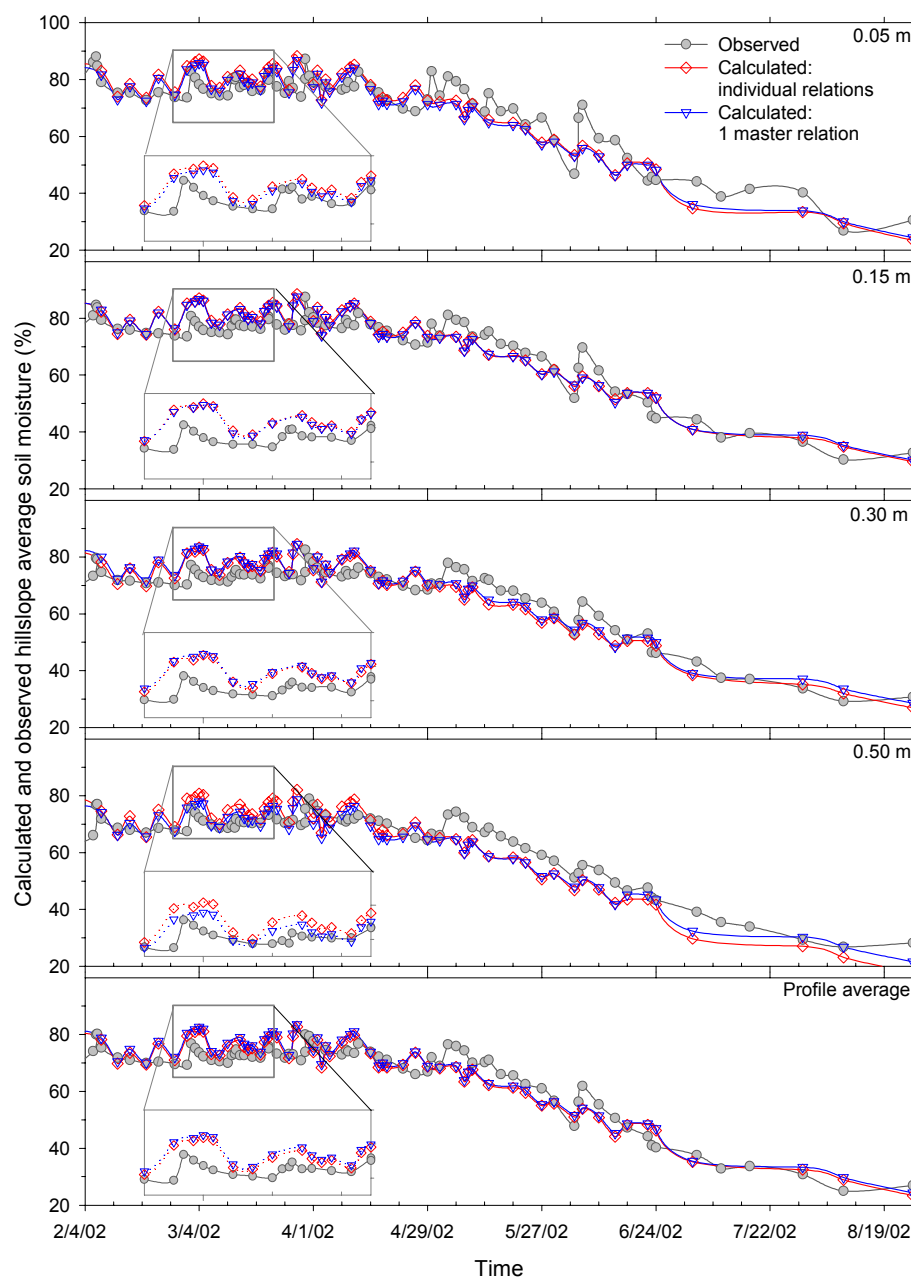 100
80
60
40
20
0.05 m
Observed
Calculated:
individual relations
Calculated:
1 master relation
80
60
40
20
0.15 m
80
60
40
20
0.30 m
80
60
40
20
0.50 m
80
60
40
20
Profile average
Calculated and observed hillslope average soil moisture (%)
2/4/02 3/4/02 4/1/02 4/29/02 5/27/02 6/24/02 7/22/02 8/19/02
Time